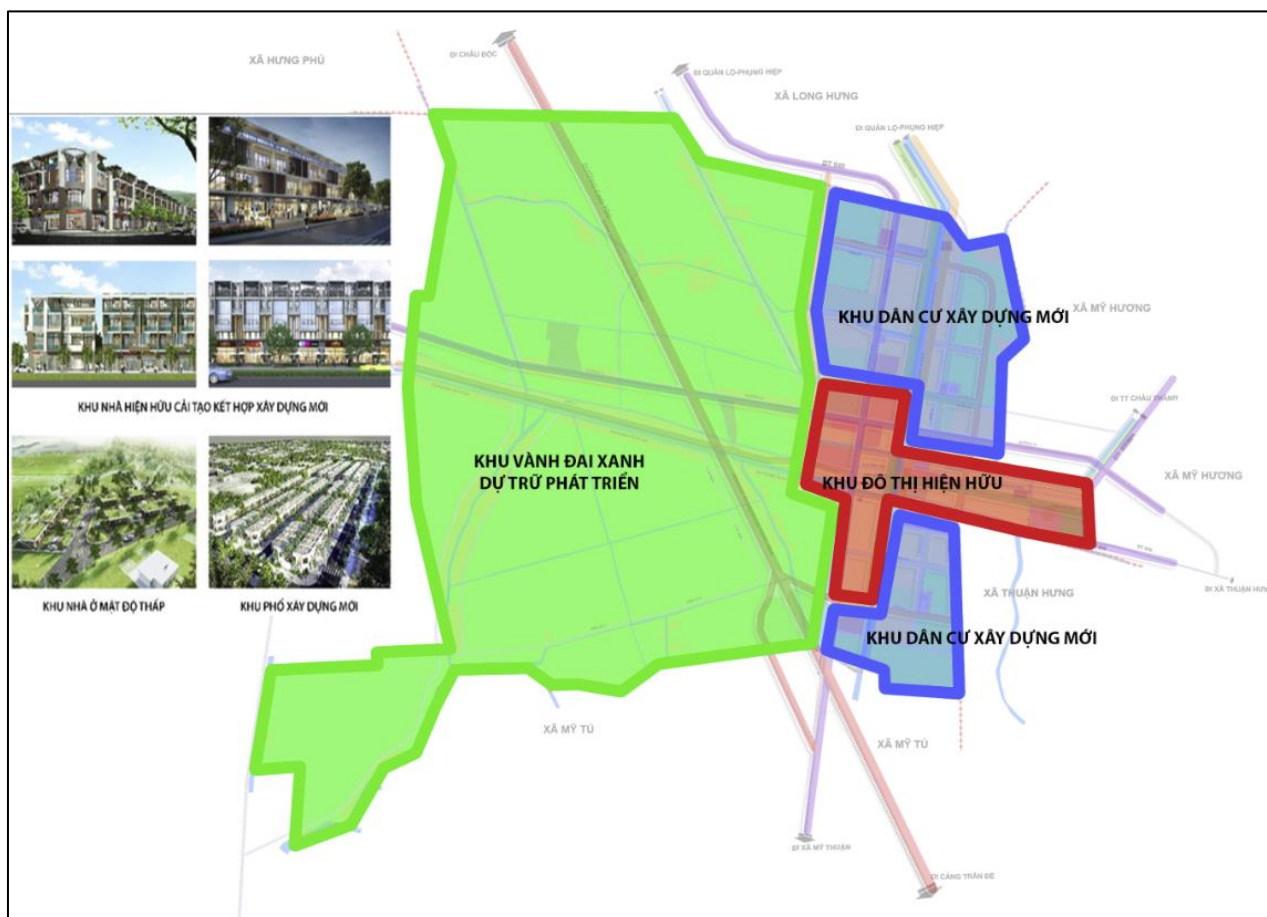 XÃ HƯNG PHÚ
ĐI CHÂU ĐỐC
ĐI QUẢN LỘ-PHỤNG HIỆP
XÃ LONG HƯNG
ĐI QUẢN LỘ-PHỤNG HIỆP
KHU DÂN CƯ XÂY DỰNG MỚI
XÃ MỸ HƯƠNG
ĐI TT CHÂU THÀNH
KHU NHÀ HIỆN HỮU CẢI TẠO KẾT HỢP XÂY DỰNG MỚI
KHU VÀNH ĐAI XANH
DỰ TRỮ PHÁT TRIỂN
KHU ĐÔ THỊ HIỆN HỮU
XÃ MỸ HƯƠNG
KHU NHÀ Ở MẬT ĐỘ THẤP
KHU PHỐ XÂY DỰNG MỚI
XÃ THUẬN HƯNG
ĐI XÃ THUẬN HƯNG
KHU DÂN CƯ XÂY DỰNG MỚI
XÃ MỸ TÚ
XÃ MỸ TÚ
ĐI XÃ MỸ THUẬN
ĐI CẢNG TRẦN ĐỀ